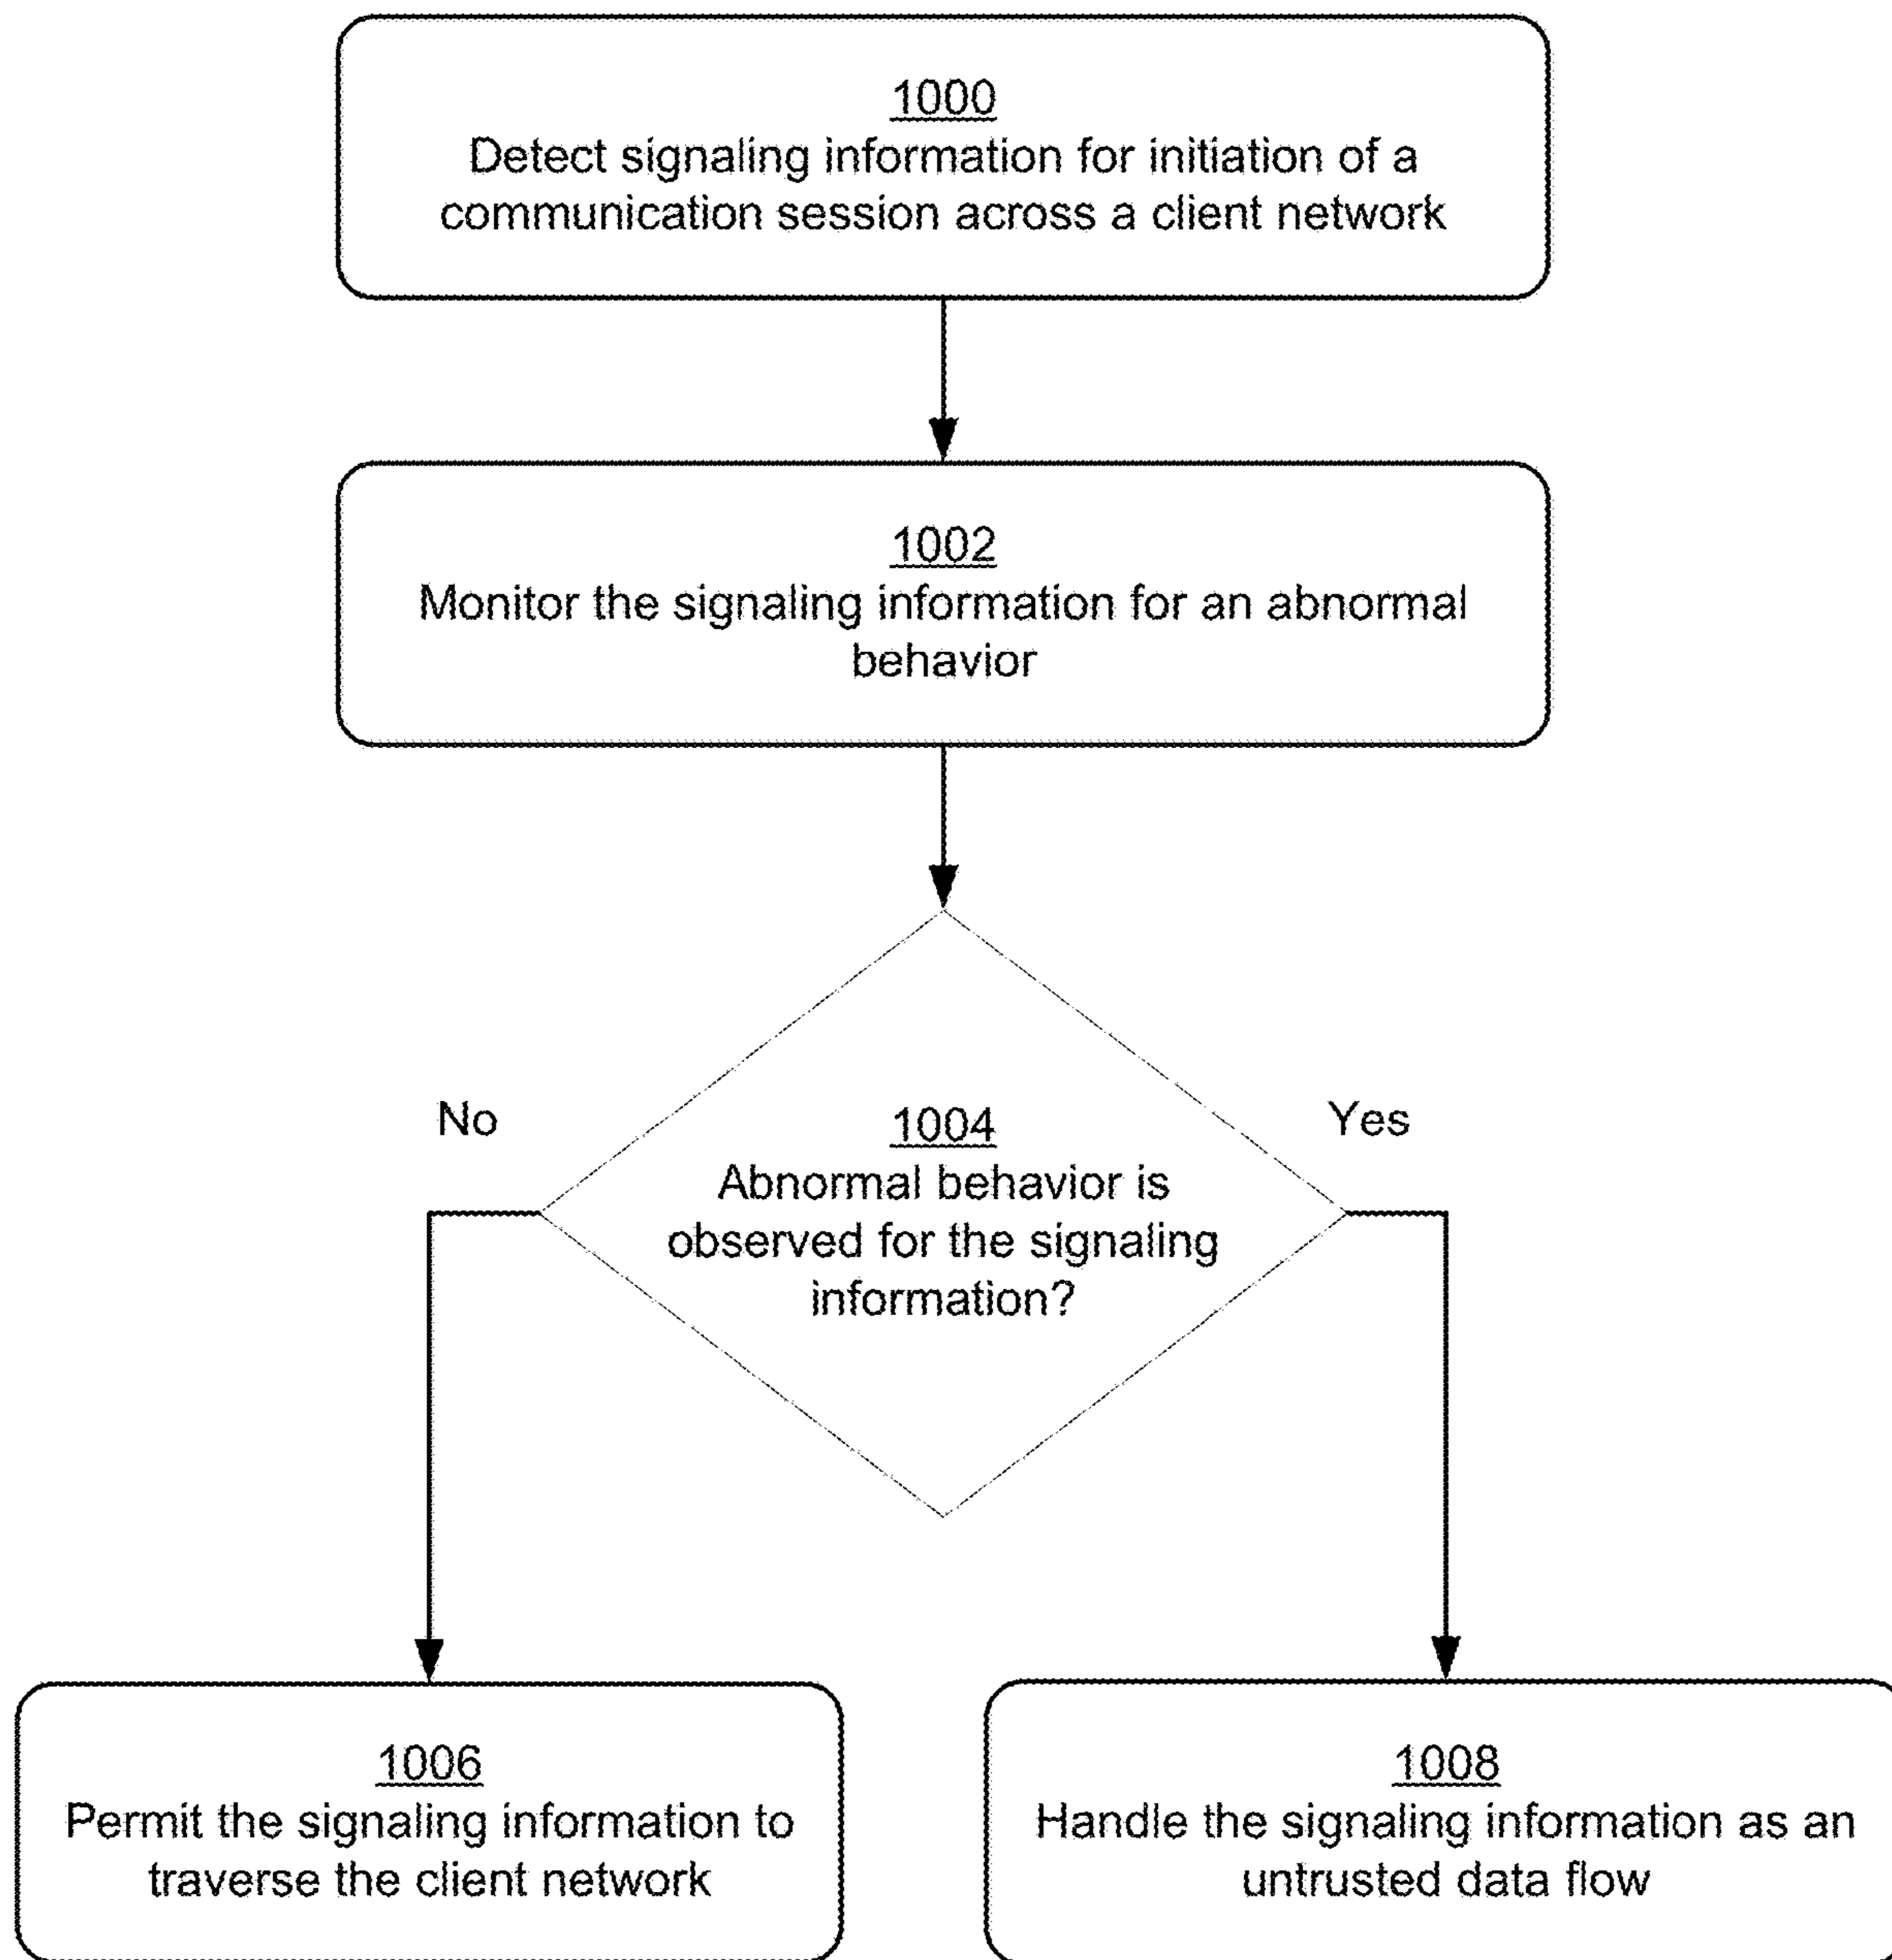 1000
Detect signaling information for initiation of a
communication session across a client network
1002
Monitor the signaling information for an abnormal
behavior
No
Yes
1004
Abnormal behavior is
observed for the signaling
information?
1006
Permit the signaling information to
traverse the client network
1008
Handle the signaling information as an
untrusted data flow